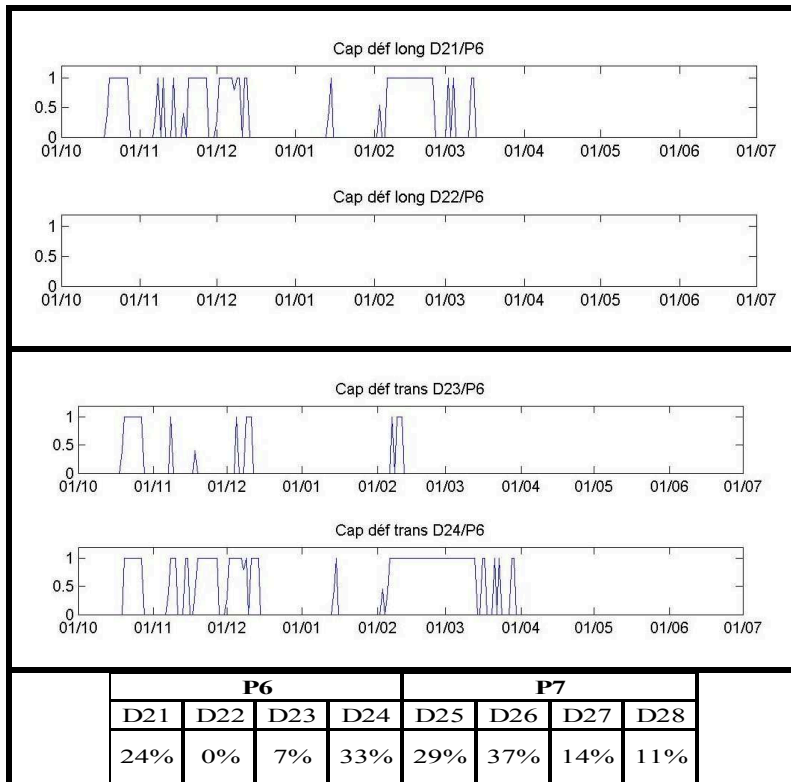 Cap déf long D21/P6
1
0.5
0
01/10 01/11 01/12 01/01 01/02 01/03 01/04 01/05 01/06 01/07
Cap déf long D22/P6
1
0.5
0
01/10 01/11 01/12 01/01 01/02 01/03 01/04 01/05 01/06 01/07
Cap déf trans D23/P6
1
0.5
0
01/10 01/11 01/12 01/01 01/02 01/03 01/04 01/05 01/06 01/07
Cap déf trans D24/P6
1
0.5
0
01/10 01/11 01/12 01/01 01/02 01/03 01/04 01/05 01/06 01/07
P6 P7
D21 D22 D23 D24 D25 D26 D27 D28
24% 0% 7% 33% 29% 37% 14% 11%